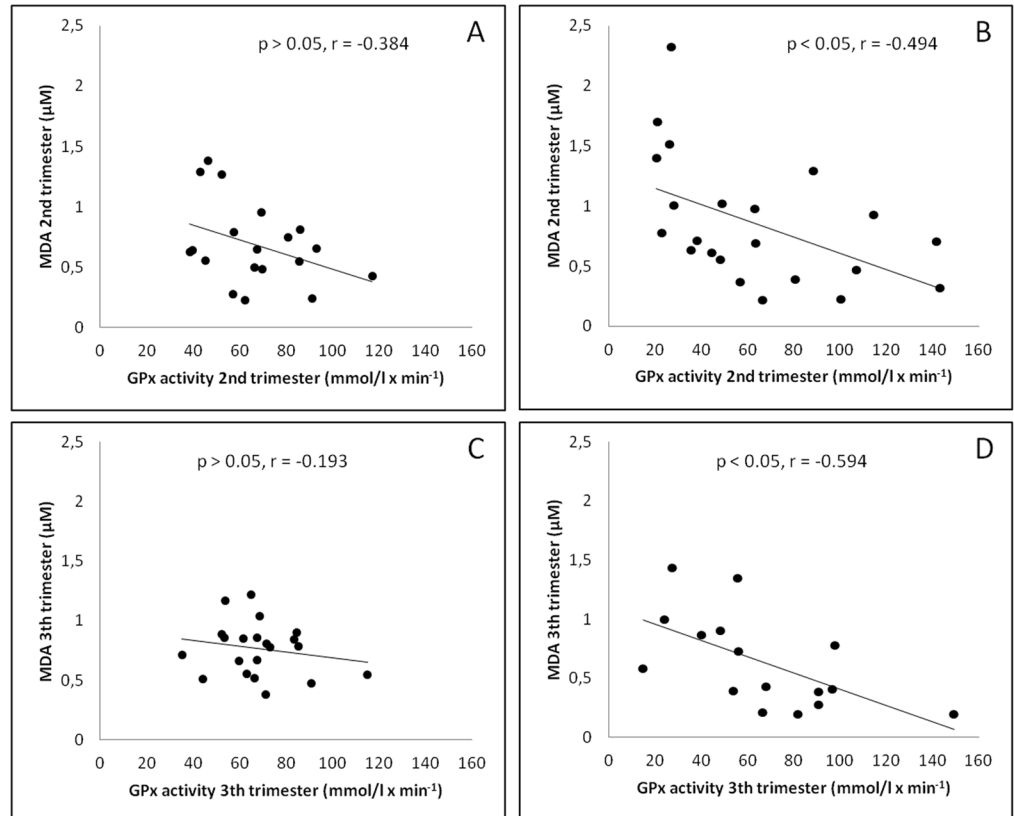 A
p > 0.05, r = -0.384
MDA 2nd trimester (µM)
2,5
2
1,5
1
0,5
0
0 20 40 60 80 100 120 140 160
GPx activity 2nd trimester (mmol/l x min-1)
B
p < 0.05, r = -0.494
MDA 2nd trimester (µM)
2,5
2
1,5
1
0,5
0
0 20 40 60 80 100 120 140 160
GPx activity 2nd trimester (mmol/l x min-1)
C
p > 0.05, r = -0.193
MDA 3th trimester (µM)
2,5
2
1,5
1
0,5
0
0 20 40 60 80 100 120 140 160
GPx activity 3th trimester (mmol/l x min-1)
D
p < 0.05, r = -0.594
MDA 3th trimester (µM)
2,5
2
1,5
1
0,5
0
0 20 40 60 80 100 120 140 160
GPx activity 3th trimester (mmol/l x min-1)